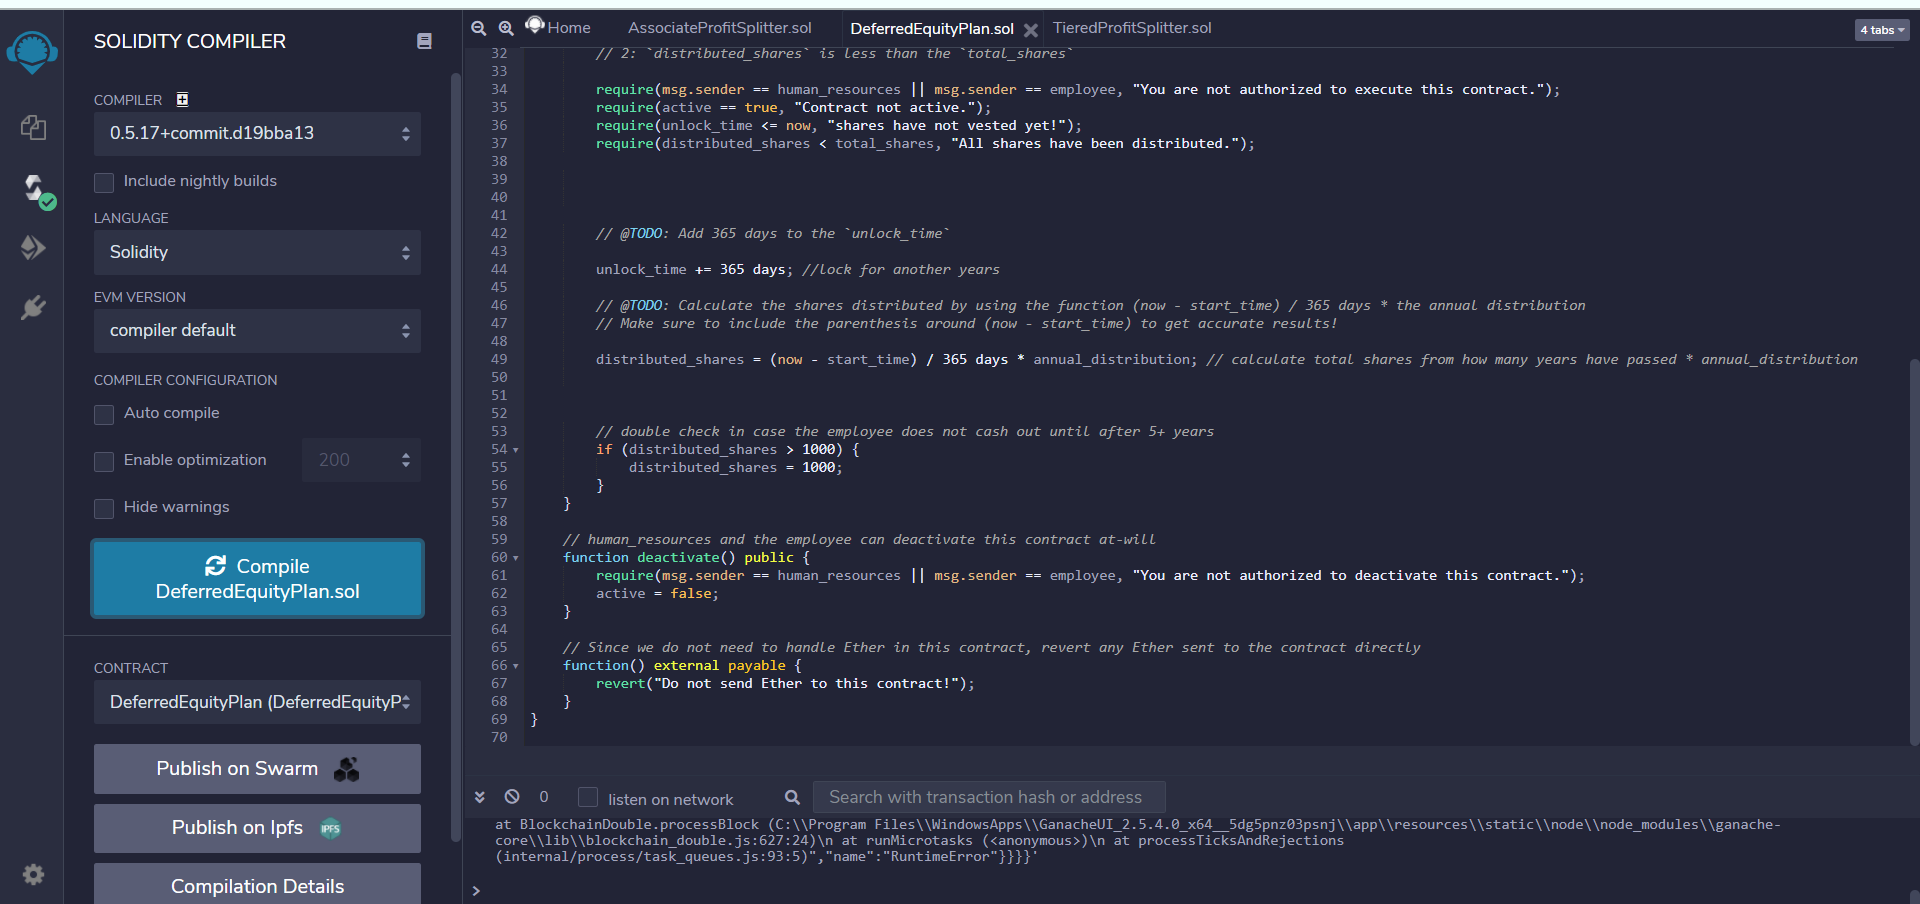 SOLIDITY COMPILER
COMPILER
0.5.17+commit.d19bba13
Include nightly builds
LANGUAGE
Solidity
EVM VERSION
compiler default
COMPILER CONFIGURATION
Auto compile
Enable optimization 200
Hide warnings
Compile
DeferredEquityPlan.sol
CONTRACT
DeferredEquityPlan (DeferredEquityP
Publish on Swarm
Publish on Ipfs IPFS
Compilation Details
Home AssociateProfitSplitter.sol DeferredEquityPlan.sol TieredProfitSplitter.sol 4 tabs
32 // 2: `distributed_shares` is less than the `total_shares`
33
34 require(msg.sender == human_resources || msg.sender == employee, "You are not authorized to execute this contract.");
35 require(active == true, "Contract not active.");
36 require(unlock_time <= now, "shares have not vested yet!");
37 require(distributed_shares < total_shares, "All shares have been distributed.");
38
39
40
41
42 // @TODO: Add 365 days to the `unlock_time`
43
44 unlock_time += 365 days; //lock for another years
45
46 // @TODO: Calculate the shares distributed by using the function (now - start_time) / 365 days * the annual distribution
47 // Make sure to include the parenthesis around (now - start_time) to get accurate results!
48
49 distributed_shares = (now - start_time) / 365 days * annual_distribution; // calculate total shares from how many years have passed * annual_distribution
50
51
52
53 // double check in case the employee does not cash out until after 5+ years
54 if (distributed_shares > 1000) {
55 distributed_shares = 1000;
56 }
57 }
58
59 // human_resources and the employee can deactivate this contract at-will
60 function deactivate() public {
61 require(msg.sender == human_resources || msg.sender == employee, "You are not authorized to deactivate this contract.");
62 active = false;
63 }
64
65 // Since we do not need to handle Ether in this contract, revert any Ether sent to the contract directly
66 function() external payable {
67 revert("Do not send Ether to this contract!");
68 }
69 }
70
0 listen on network Search with transaction hash or address
at BlockchainDouble.processBlock (C:\\Program Files\\WindowsApps\\GanacheUI_2.5.4.0_x64__5dg5pnz03psnj\\app\\resources\\static\\node\\node_modules\\ganache-
core\\lib\\blockchain_double.js:627:24)\n at runMicrotasks (<anonymous>)\n at processTicksAndRejections
(internal/process/task_queues.js:93:5)","name":"RuntimeError"}}}}'
>